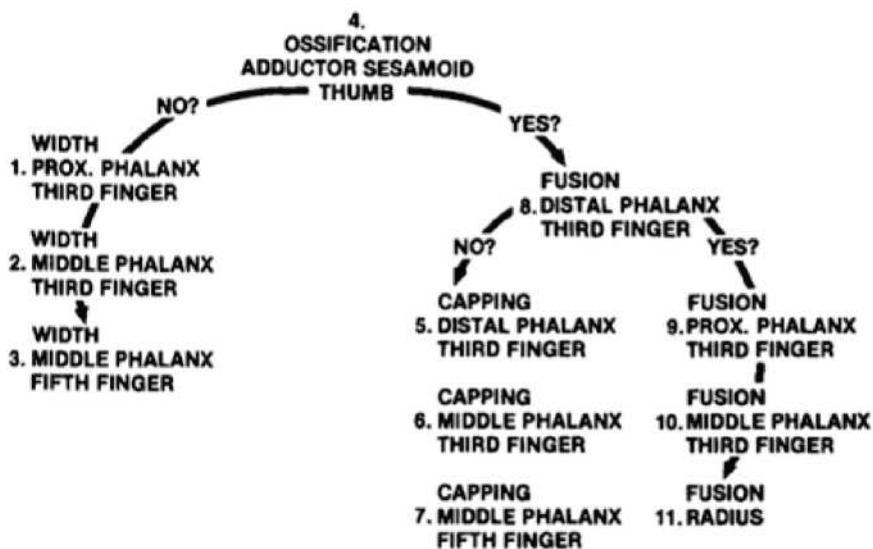 4.
OSSIFICATION
ADDUCTOR SESAMOID
THUMB
NO?
YES?
WIDTH
1. PROX. PHALANX
THIRD FINGER
WIDTH
2. MIDDLE PHALANX
THIRD FINGER
WIDTH
3. MIDDLE PHALANX
FIFTH FINGER
FUSION
8. DISTAL PHALANX
THIRD FINGER
NO?
YES?
CAPPING
5. DISTAL PHALANX
THIRD FINGER
CAPPING
6. MIDDLE PHALANX
THIRD FINGER
CAPPING
7. MIDDLE PHALANX
FIFTH FINGER
FUSION
9. PROX. PHALANX
THIRD FINGER
FUSION
10. MIDDLE PHALANX
THIRD FINGER
FUSION
11. RADIUS